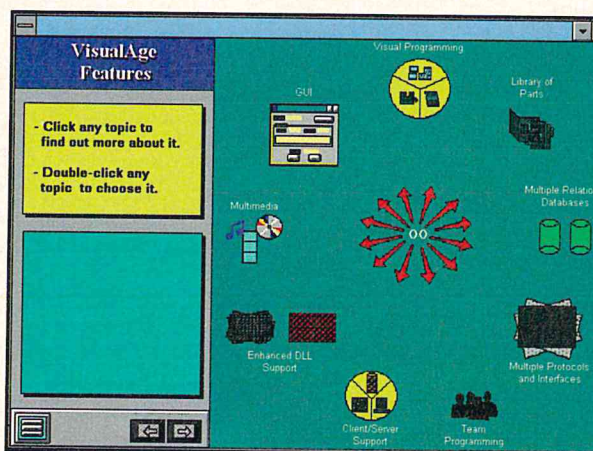 VisualAge
Features
- Click any topic to
find out more about it.
- Double-click any
topic to choose it.
Visual Programming
GUI
Library of
Parts
Multimedia
Multiple Relatio
Databases
OO
Enhanced DLL
Support
Multiple Protocols
and Interfaces
Client/Server
Support
Team
Programming